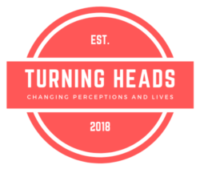 EST.
TURNING HEADS
CHANGING PERCEPTIONS AND LIVES
2018